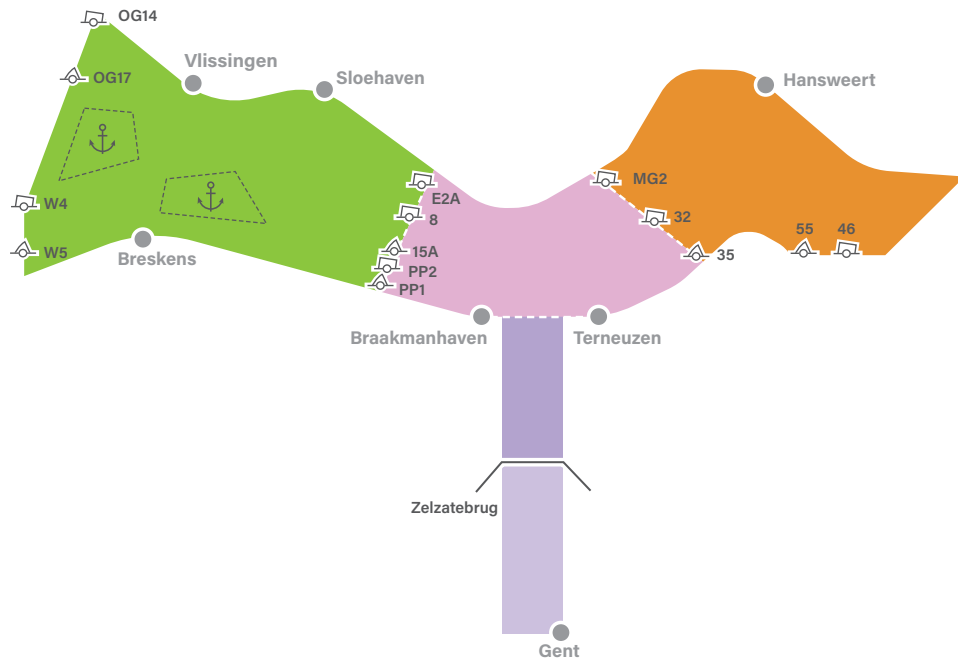 OG14
Vlissingen
Sloehaven
OG17
Hansweert
MG2
E2A
W4
8
32
55
46
W5
Breskens
15A
35
PP2
PP1
Braakmanhaven
Terneuzen
Zelzatebrug
Gent